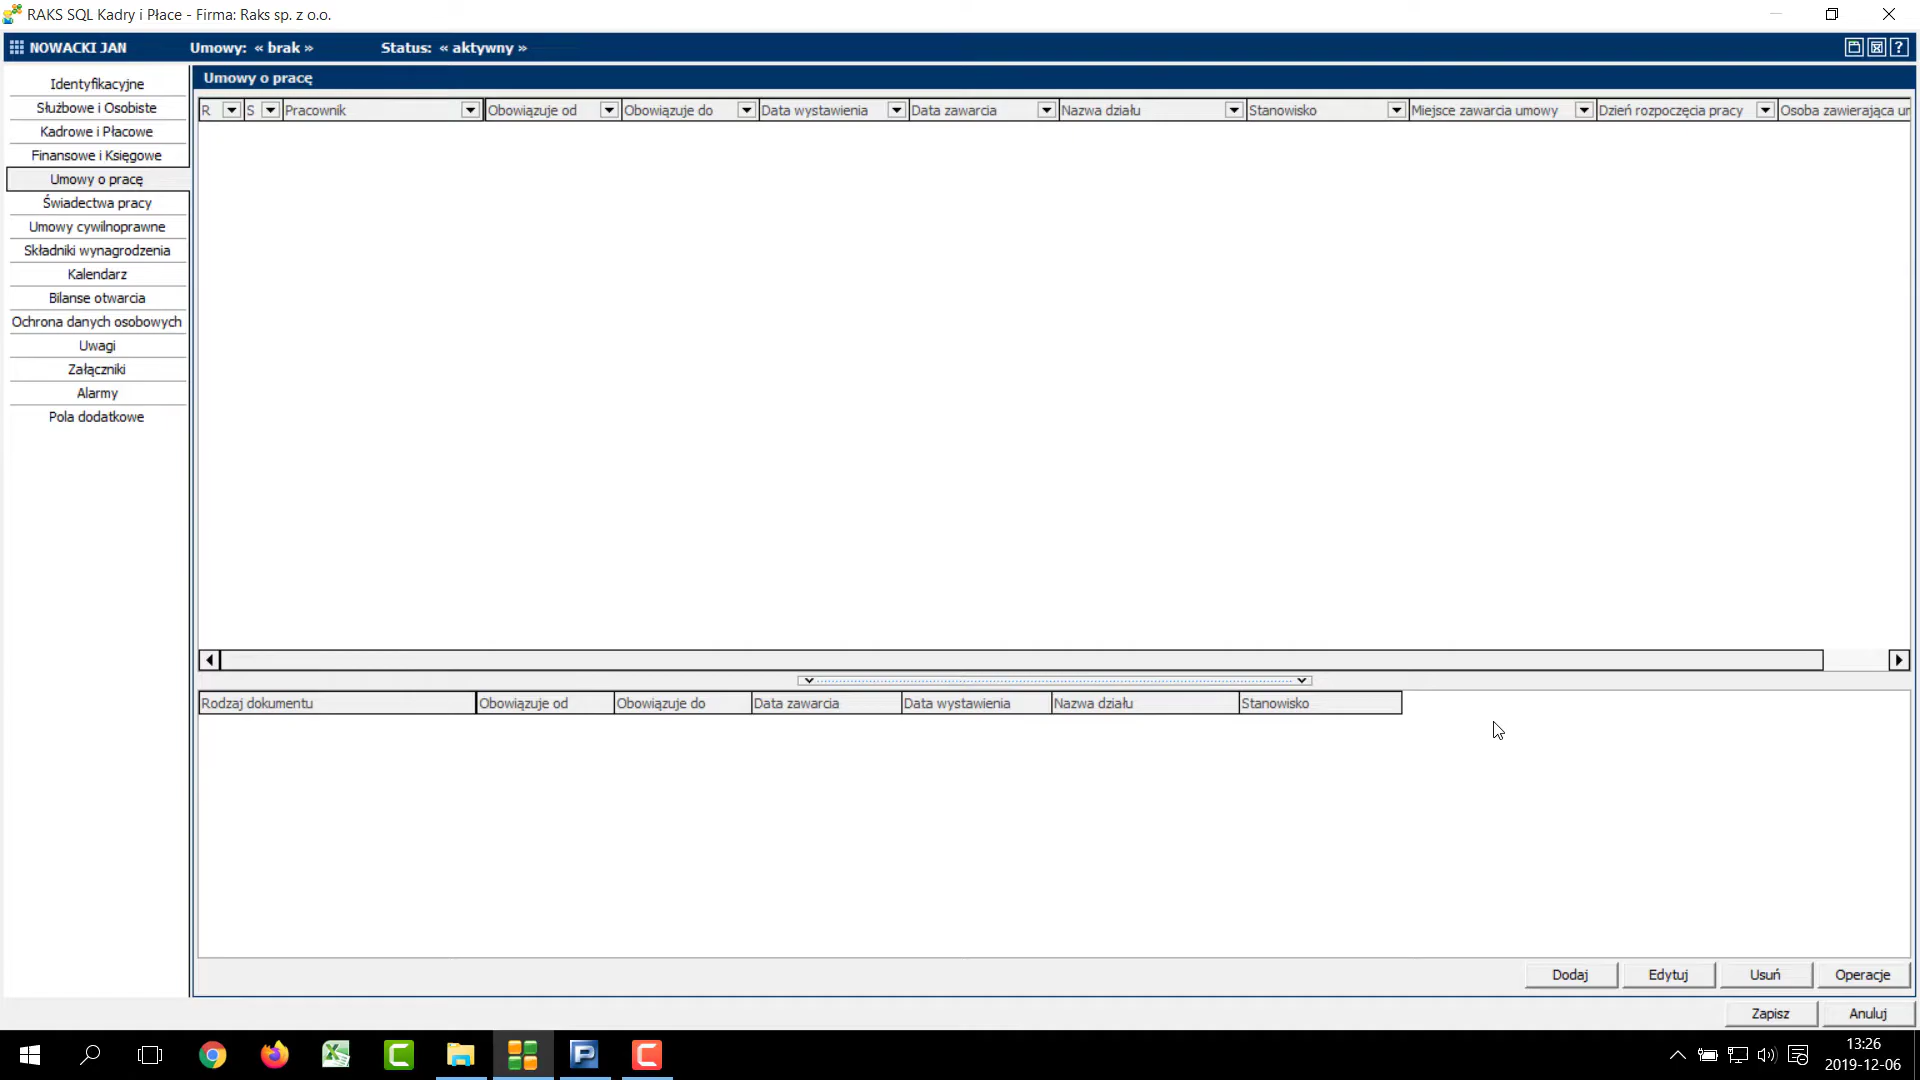 RAKS SQL Kadry i Płace - Firma: Raks sp. z o.o.
NOWACKI JAN Umowy: « brak » Status: « aktywny »
Identyfikacyjne
Służbowe i Osobiste
Kadrowe i Płacowe
Finansowe i Księgowe
Umowy o pracę
Świadectwa pracy
Umowy cywilnoprawne
Składniki wynagrodzenia
Kalendarz
Bilanse otwarcia
Ochrona danych osobowych
Uwagi
Załączniki
Alarmy
Pola dodatkowe
Umowy o pracę
R S Pracownik Obowiązuje od Obowiązuje do Data wystawienia Data zawarcia Nazwa działu Stanowisko Miejsce zawarcia umowy Dzień rozpoczęcia pracy Osoba zawierająca um
Rodzaj dokumentu Obowiązuje od Obowiązuje do Data zawarcia Data wystawienia Nazwa działu Stanowisko
Dodaj Edytuj Usuń Operacje
Zapisz Anuluj
13:26
2019-12-06